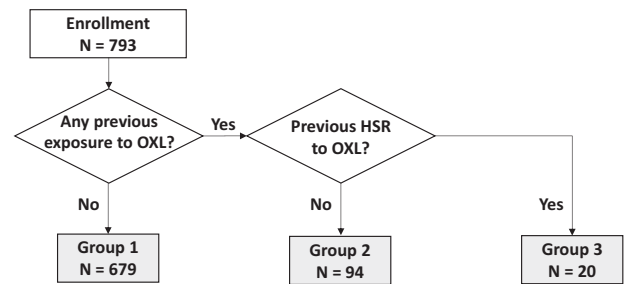 Enrollment
N = 793
Any previous
exposure to OXL?
Yes
Previous HSR
to OXL?
No
No
Yes
Group 1
N = 679
Group 2
N = 94
Group 3
N = 20